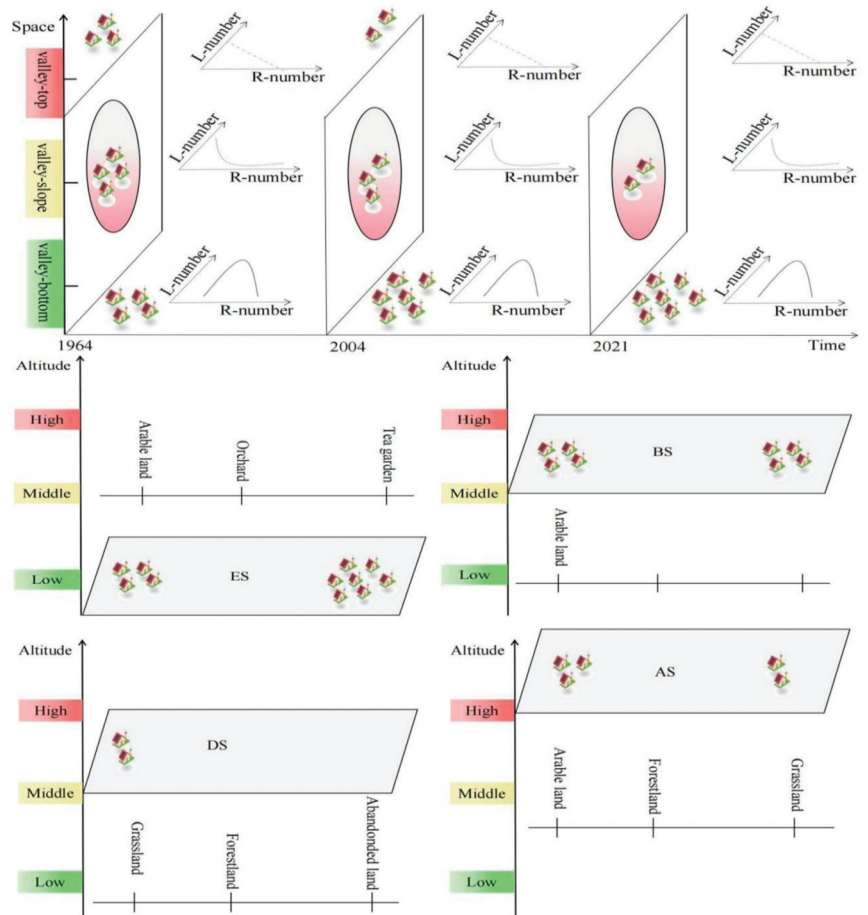 Space
valley-top
valley-slope
valley-bottom
L-number
R-number
L-number
R-number
L-number
R-number
L-number
R-number
L-number
R-number
L-number
R-number
L-number
R-number
L-number
R-number
L-number
R-number
1964
2004
2021
Time
Altitude
High
Middle
Low
Arable land
Orchard
Tea garden
ES
Altitude
High
Middle
Low
BS
Arable land
Altitude
High
Middle
Low
DS
Grassland
Forestland
Abandonded land
Altitude
High
Middle
Low
AS
Arable land
Forestland
Grassland